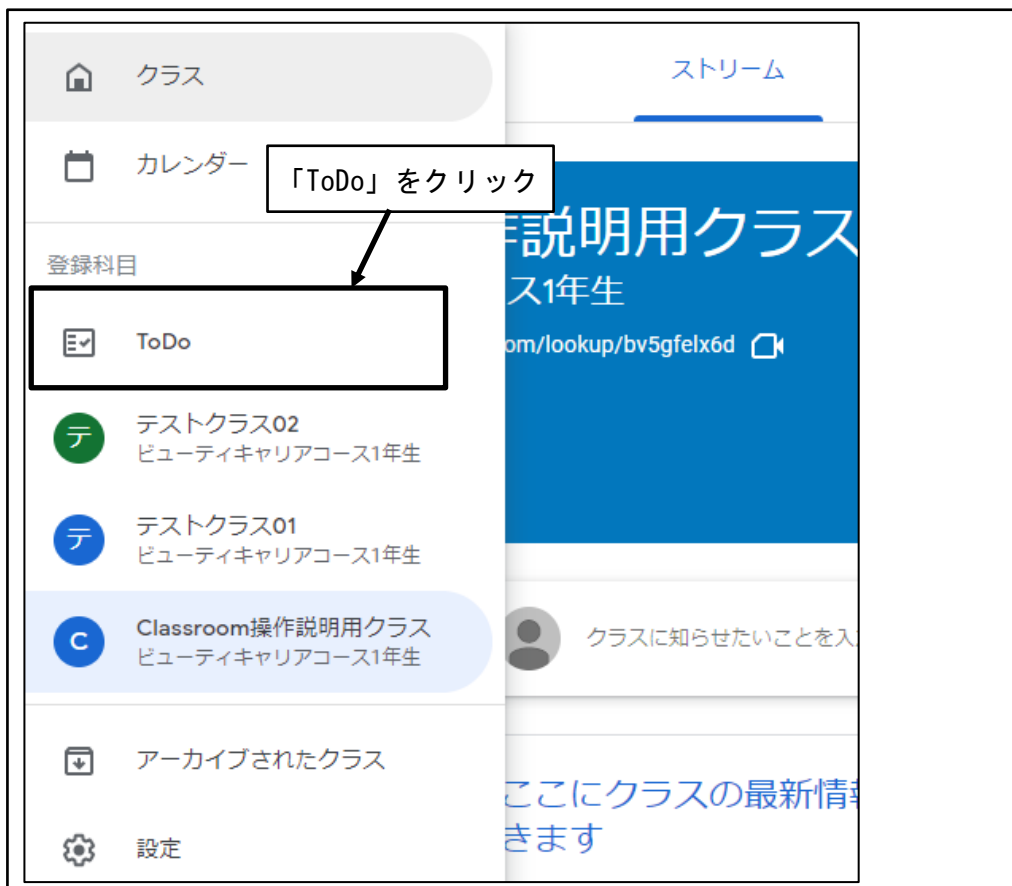 クラス
カレンダー
「ToDo」をクリック
登録科目
ToDo
テストクラス02
ビューティキャリアコース1年生
テストクラス01
ビューティキャリアコース1年生
C
Classroom操作説明用クラス
ビューティキャリアコース1年生
アーカイブされたクラス
設定
ストリーム
説明用クラス
ス1年生
om/lookup/bv5gfelx6d
クラスに知らせたいことを入
ここにクラスの最新情
きます
テ
テ